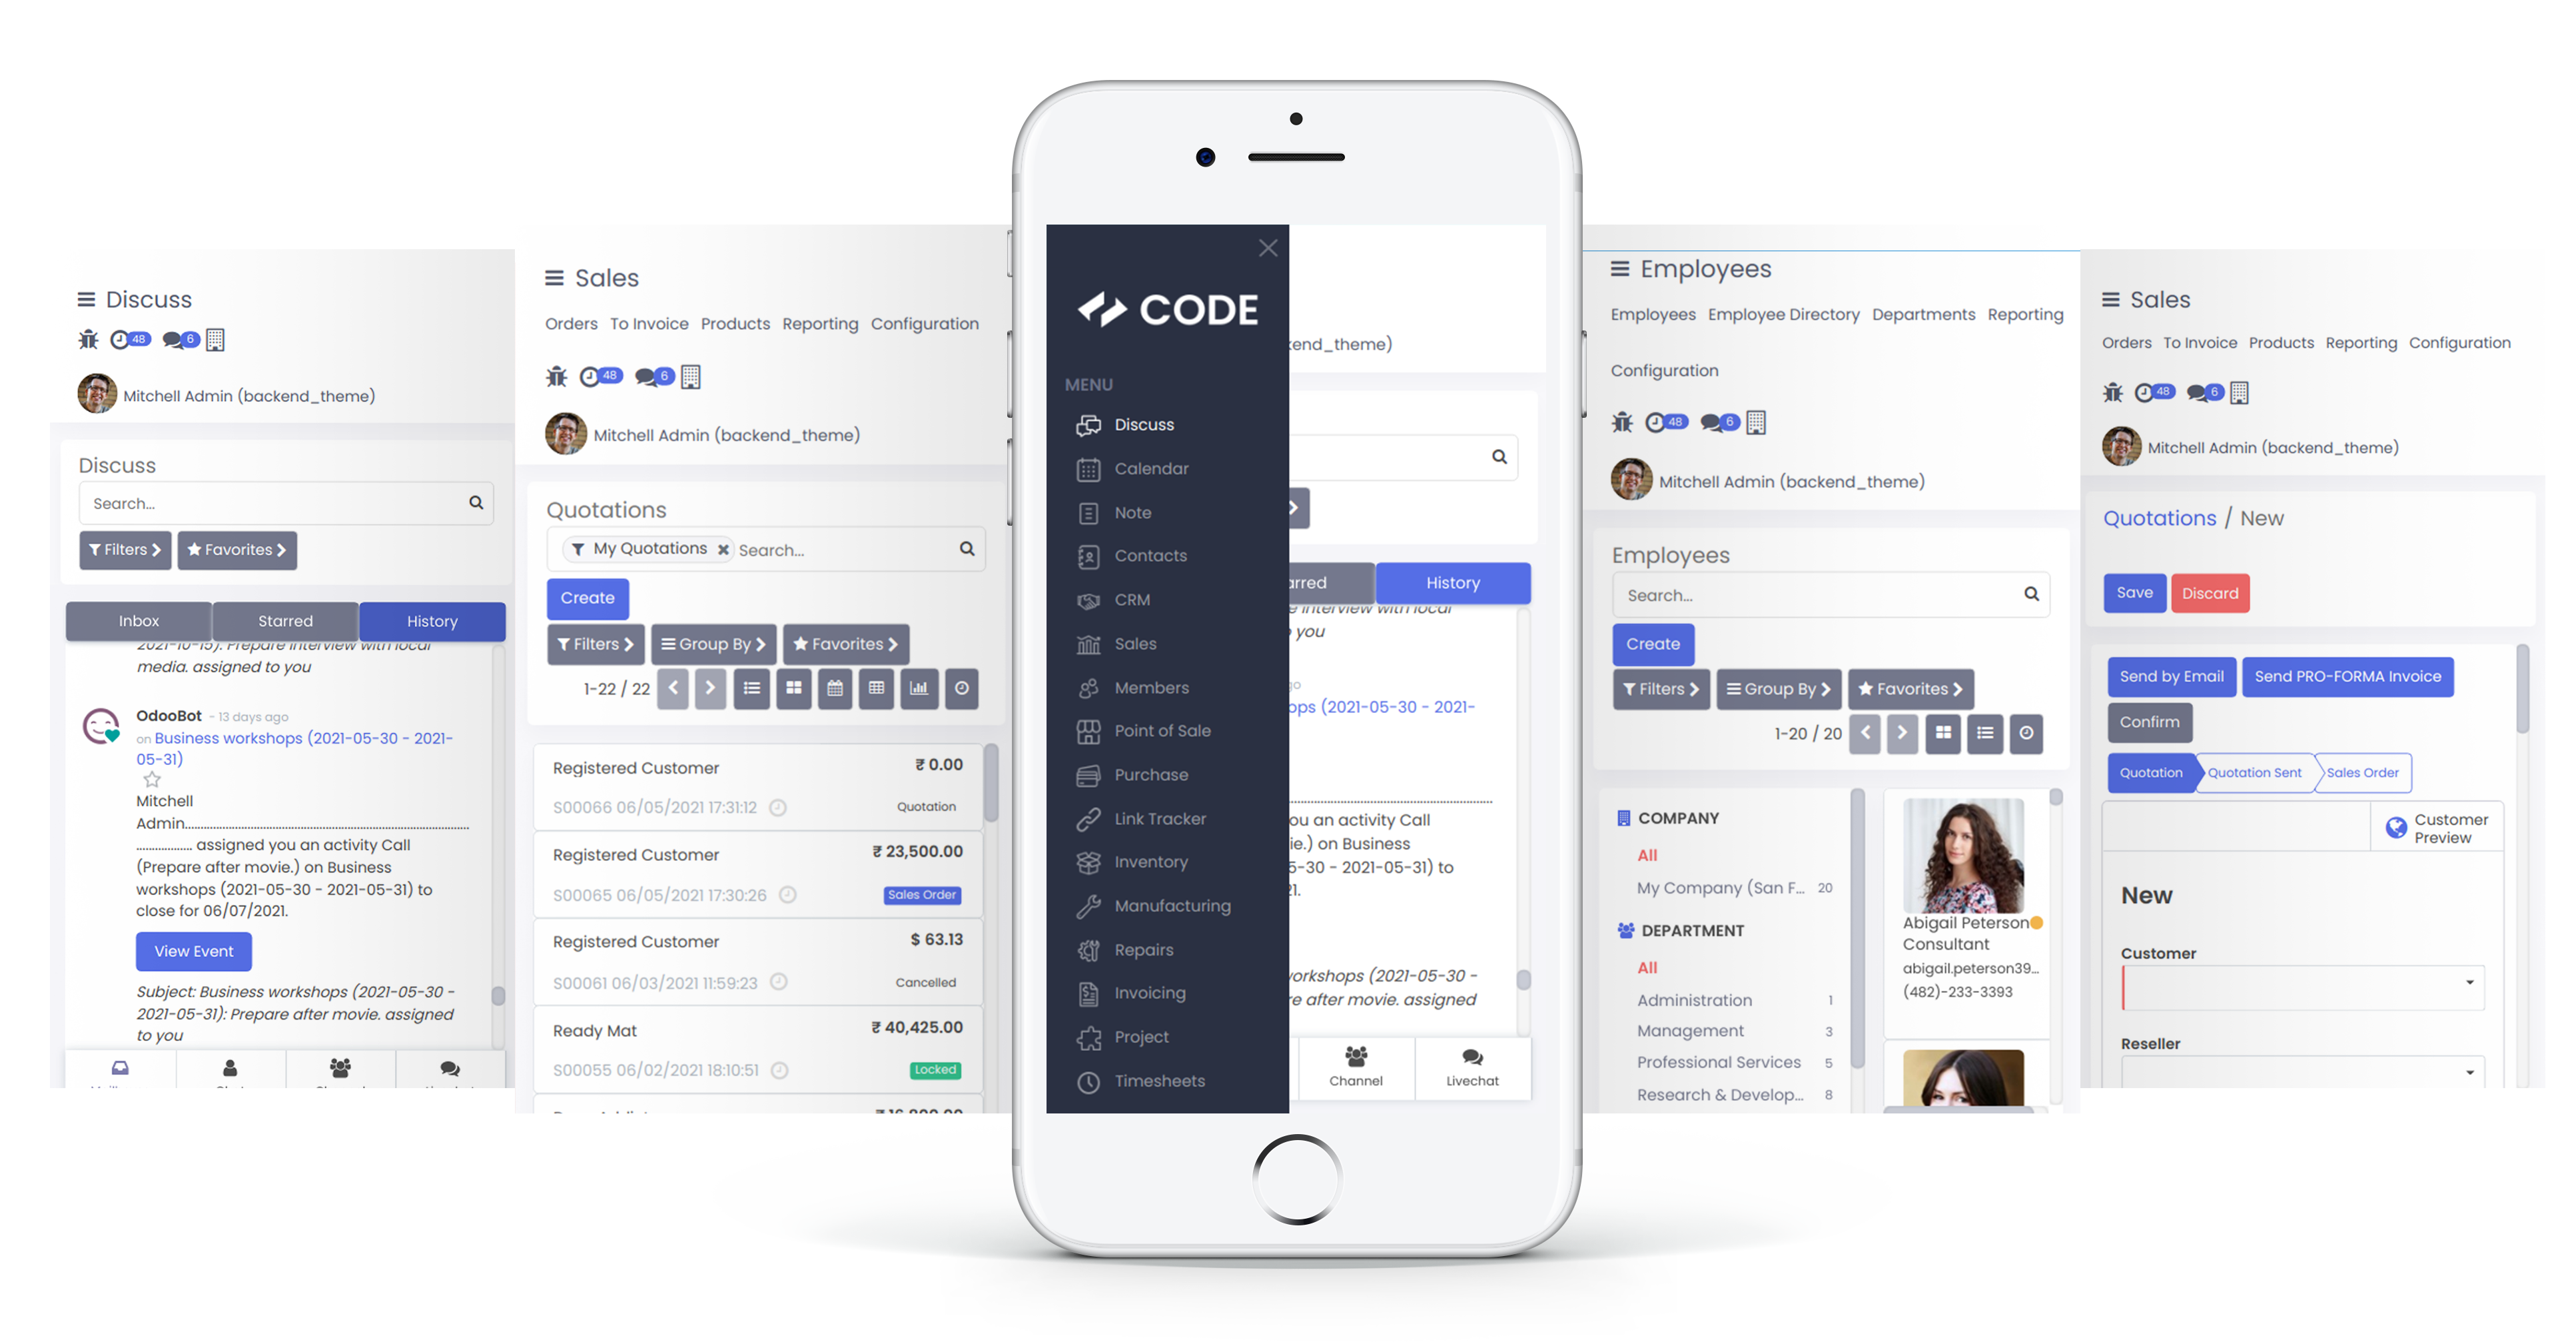 Discuss
48 6
Mitchell Admin (backend_theme)
Discuss
Search...
Filters Favorites
Inbox Starred History
2021-10-15): Prepare interview with local
media. assigned to you
OdooBot - 13 days ago
on Business workshops (2021-05-30 - 2021-
05-31)
Mitchell
Admin................................................................................
................ assigned you an activity Call
(Prepare after movie.) on Business
workshops (2021-05-30 - 2021-05-31) to
close for 06/07/2021.
View Event
Subject: Business workshops (2021-05-30 -
2021-05-31): Prepare after movie. assigned
to you
Sales
Orders To Invoice Products Reporting Configuration
48 6
Mitchell Admin (backend_theme)
Quotations
My Quotations Search...
Create
Filters Group By Favorites
1-22 / 22
Registered Customer ₹ 0.00
S00066 06/05/2021 17:31:12 Quotation
Registered Customer ₹ 23,500.00
S00065 06/05/2021 17:30:26 Sales Order
Registered Customer $ 63.13
S00061 06/03/2021 11:59:23 Cancelled
Ready Mat ₹ 40,425.00
S00055 06/02/2021 18:10:51 Locked
CODE
MENU
Discuss
Calendar
Note
Contacts
CRM
Sales
Members
Point of Sale
Purchase
Link Tracker
Inventory
Manufacturing
Repairs
Invoicing
Project
Timesheets
kend_theme)
arred History
e interview with local
you
go
ops (2021-05-30 - 2021-
ou an activity Call
ie.) on Business
5-30 - 2021-05-31) to
21.
workshops (2021-05-30 -
re after movie. assigned
Channel Livechat
Employees
Employees Employee Directory Departments Reporting
Configuration
48 6
Mitchell Admin (backend_theme)
Employees
Search...
Create
Filters Group By Favorites
1-20 / 20
COMPANY
All
My Company (San F... 20
DEPARTMENT
All
Administration 1
Management 3
Professional Services 5
Research & Develop... 8
Abigail Peterson
Consultant
abigail.peterson39...
(482)-233-3393
Sales
Orders To Invoice Products Reporting Configuration
48 6
Mitchell Admin (backend_theme)
Quotations / New
Save Discard
Send by Email Send PRO-FORMA Invoice
Confirm
Quotation Quotation Sent Sales Order
Customer
Preview
New
Customer
Reseller